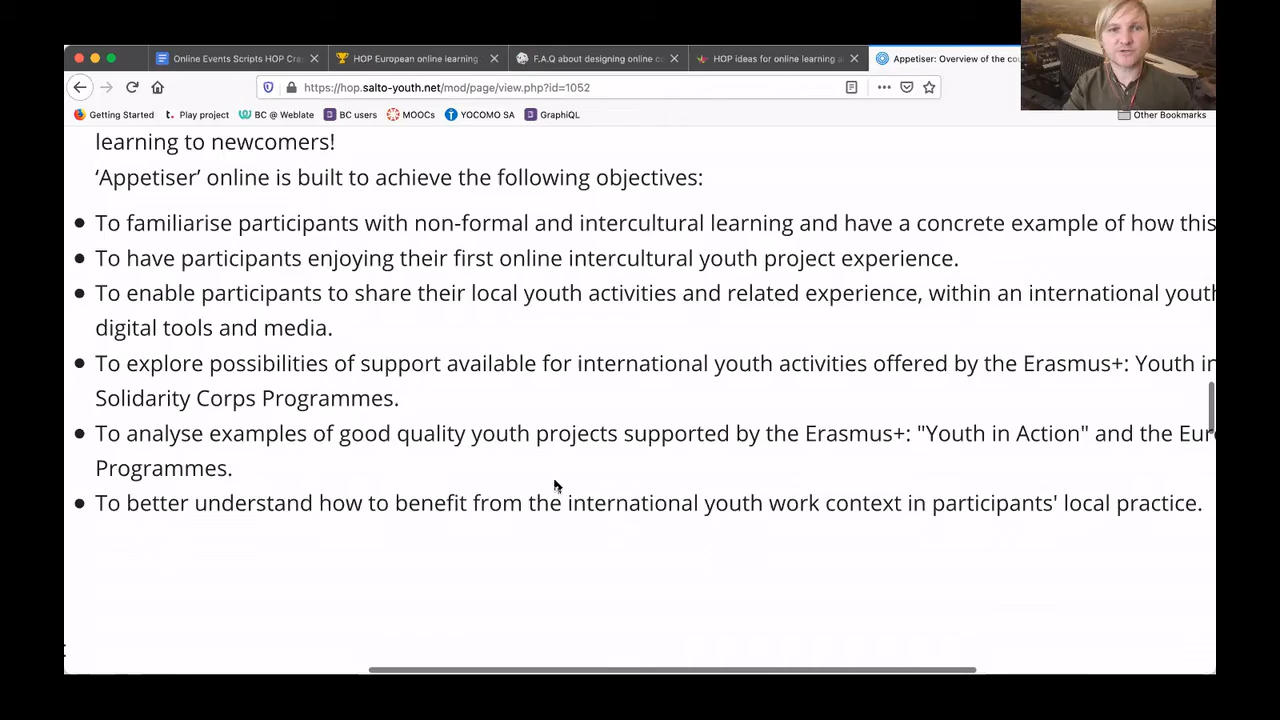 Online Events Scripts HOP Cra
HOP European online learning
F.A.Q about designing online c
HOP ideas for online learning a
Appetiser: Overview of the cou
https://hop.salto-youth.net/mod/page/view.php?id=1052
Getting Started
Play project
BC @ Weblate
BC users
MOOCs
YOCOMO SA
GraphiQL
Other Bookmarks
learning to newcomers!
‘Appetiser’ online is built to achieve the following objectives:
To familiarise participants with non-formal and intercultural learning and have a concrete example of how this
To have participants enjoying their first online intercultural youth project experience.
To enable participants to share their local youth activities and related experience, within an international youth
digital tools and media.
To explore possibilities of support available for international youth activities offered by the Erasmus+: Youth in
Solidarity Corps Programmes.
To analyse examples of good quality youth projects supported by the Erasmus+: "Youth in Action" and the Eur
Programmes.
To better understand how to benefit from the international youth work context in participants' local practice.